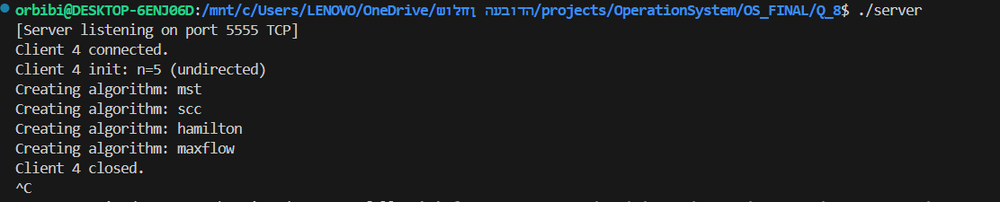 orbibi@DESKTOP-6ENJ06D:/mnt/c/Users/LENOVO/OneDrive/שולחן העבודה/projects/OperationSystem/OS_FINAL/Q_8$ ./server
[Server listening on port 5555 TCP]
Client 4 connected.
Client 4 init: n=5 (undirected)
Creating algorithm: mst
Creating algorithm: scc
Creating algorithm: hamilton
Creating algorithm: maxflow
Client 4 closed.
^C